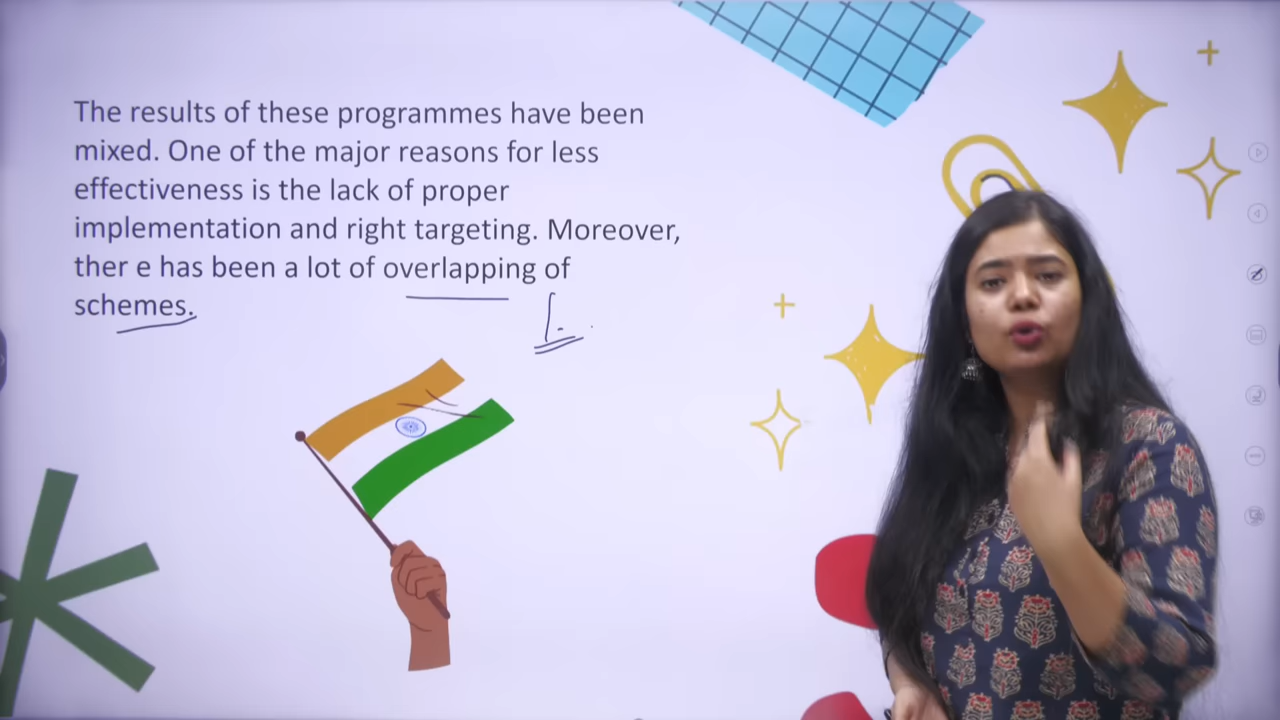 The results of these programmes have been
mixed. One of the major reasons for less
effectiveness is the lack of proper
implementation and right targeting. Moreover,
ther e has been a lot of overlapping of
schemes.